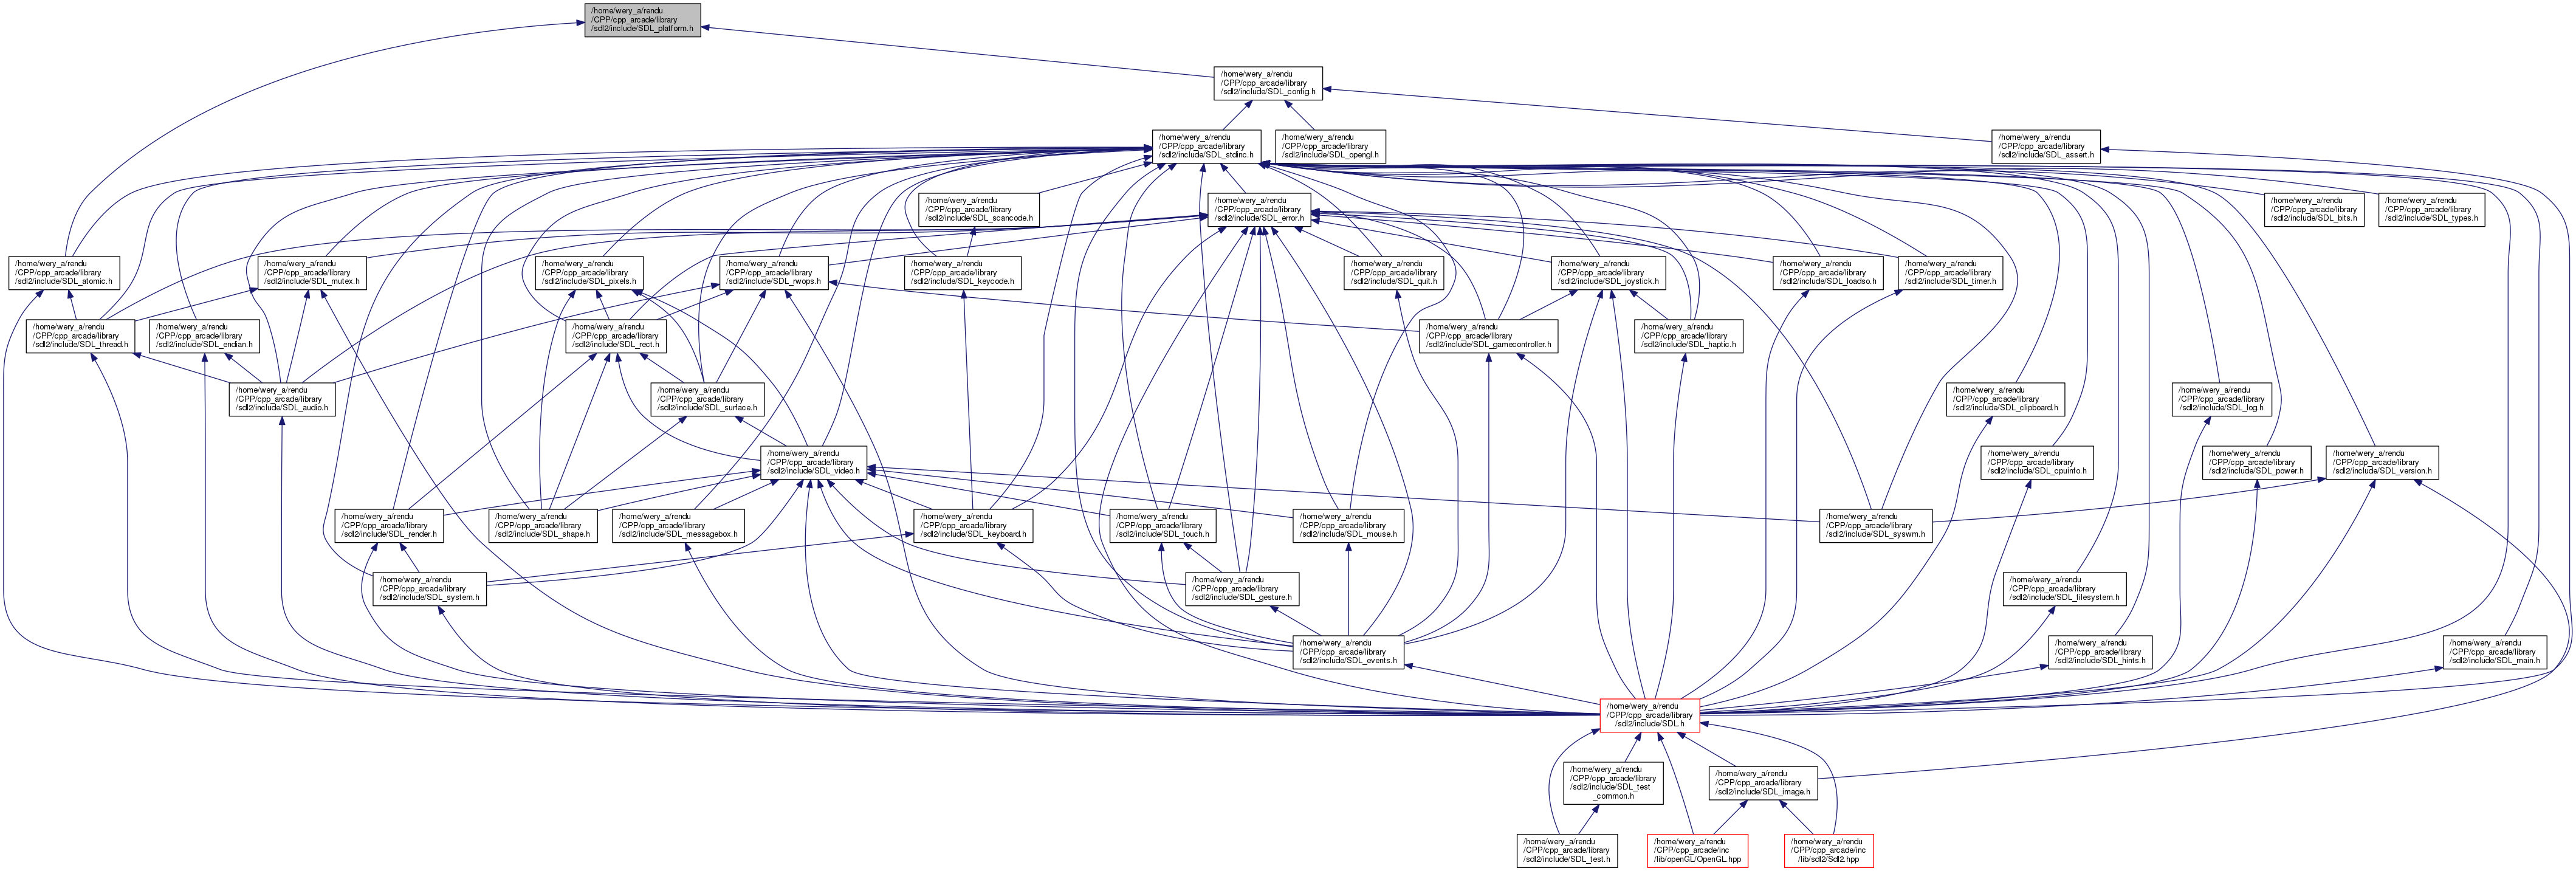 /home/wery_a/rendu
/CPP/cpp_arcade/library
/sdl2/include/SDL_platform.h
/home/wery_a/rendu
/CPP/cpp_arcade/library
/sdl2/include/SDL_config.h
/home/wery_a/rendu
/CPP/cpp_arcade/library
/sdl2/include/SDL_stdinc.h
/home/wery_a/rendu
/CPP/cpp_arcade/library
/sdl2/include/SDL_opengl.h
/home/wery_a/rendu
/CPP/cpp_arcade/library
/sdl2/include/SDL_assert.h
/home/wery_a/rendu
/CPP/cpp_arcade/library
/sdl2/include/SDL_scancode.h
/home/wery_a/rendu
/CPP/cpp_arcade/library
/sdl2/include/SDL_error.h
/home/wery_a/rendu
/CPP/cpp_arcade/library
/sdl2/include/SDL_bits.h
/home/wery_a/rendu
/CPP/cpp_arcade/library
/sdl2/include/SDL_types.h
/home/wery_a/rendu
/CPP/cpp_arcade/library
/sdl2/include/SDL_atomic.h
/home/wery_a/rendu
/CPP/cpp_arcade/library
/sdl2/include/SDL_mutex.h
/home/wery_a/rendu
/CPP/cpp_arcade/library
/sdl2/include/SDL_pixels.h
/home/wery_a/rendu
/CPP/cpp_arcade/library
/sdl2/include/SDL_rwops.h
/home/wery_a/rendu
/CPP/cpp_arcade/library
/sdl2/include/SDL_keycode.h
/home/wery_a/rendu
/CPP/cpp_arcade/library
/sdl2/include/SDL_quit.h
/home/wery_a/rendu
/CPP/cpp_arcade/library
/sdl2/include/SDL_joystick.h
/home/wery_a/rendu
/CPP/cpp_arcade/library
/sdl2/include/SDL_loadso.h
/home/wery_a/rendu
/CPP/cpp_arcade/library
/sdl2/include/SDL_timer.h
/home/wery_a/rendu
/CPP/cpp_arcade/library
/sdl2/include/SDL_thread.h
/home/wery_a/rendu
/CPP/cpp_arcade/library
/sdl2/include/SDL_endian.h
/home/wery_a/rendu
/CPP/cpp_arcade/library
/sdl2/include/SDL_rect.h
/home/wery_a/rendu
/CPP/cpp_arcade/library
/sdl2/include/SDL_gamecontroller.h
/home/wery_a/rendu
/CPP/cpp_arcade/library
/sdl2/include/SDL_haptic.h
/home/wery_a/rendu
/CPP/cpp_arcade/library
/sdl2/include/SDL_audio.h
/home/wery_a/rendu
/CPP/cpp_arcade/library
/sdl2/include/SDL_surface.h
/home/wery_a/rendu
/CPP/cpp_arcade/library
/sdl2/include/SDL_clipboard.h
/home/wery_a/rendu
/CPP/cpp_arcade/library
/sdl2/include/SDL_log.h
/home/wery_a/rendu
/CPP/cpp_arcade/library
/sdl2/include/SDL_video.h
/home/wery_a/rendu
/CPP/cpp_arcade/library
/sdl2/include/SDL_cpuinfo.h
/home/wery_a/rendu
/CPP/cpp_arcade/library
/sdl2/include/SDL_power.h
/home/wery_a/rendu
/CPP/cpp_arcade/library
/sdl2/include/SDL_version.h
/home/wery_a/rendu
/CPP/cpp_arcade/library
/sdl2/include/SDL_render.h
/home/wery_a/rendu
/CPP/cpp_arcade/library
/sdl2/include/SDL_shape.h
/home/wery_a/rendu
/CPP/cpp_arcade/library
/sdl2/include/SDL_messagebox.h
/home/wery_a/rendu
/CPP/cpp_arcade/library
/sdl2/include/SDL_keyboard.h
/home/wery_a/rendu
/CPP/cpp_arcade/library
/sdl2/include/SDL_touch.h
/home/wery_a/rendu
/CPP/cpp_arcade/library
/sdl2/include/SDL_mouse.h
/home/wery_a/rendu
/CPP/cpp_arcade/library
/sdl2/include/SDL_syswm.h
/home/wery_a/rendu
/CPP/cpp_arcade/library
/sdl2/include/SDL_system.h
/home/wery_a/rendu
/CPP/cpp_arcade/library
/sdl2/include/SDL_gesture.h
/home/wery_a/rendu
/CPP/cpp_arcade/library
/sdl2/include/SDL_filesystem.h
/home/wery_a/rendu
/CPP/cpp_arcade/library
/sdl2/include/SDL_events.h
/home/wery_a/rendu
/CPP/cpp_arcade/library
/sdl2/include/SDL_hints.h
/home/wery_a/rendu
/CPP/cpp_arcade/library
/sdl2/include/SDL_main.h
/home/wery_a/rendu
/CPP/cpp_arcade/library
/sdl2/include/SDL.h
/home/wery_a/rendu
/CPP/cpp_arcade/library
/sdl2/include/SDL_test
_common.h
/home/wery_a/rendu
/CPP/cpp_arcade/library
/sdl2/include/SDL_image.h
/home/wery_a/rendu
/CPP/cpp_arcade/library
/sdl2/include/SDL_test.h
/home/wery_a/rendu
/CPP/cpp_arcade/inc
/lib/openGL/OpenGL.hpp
/home/wery_a/rendu
/CPP/cpp_arcade/inc
/lib/sdl2/Sdl2.hpp